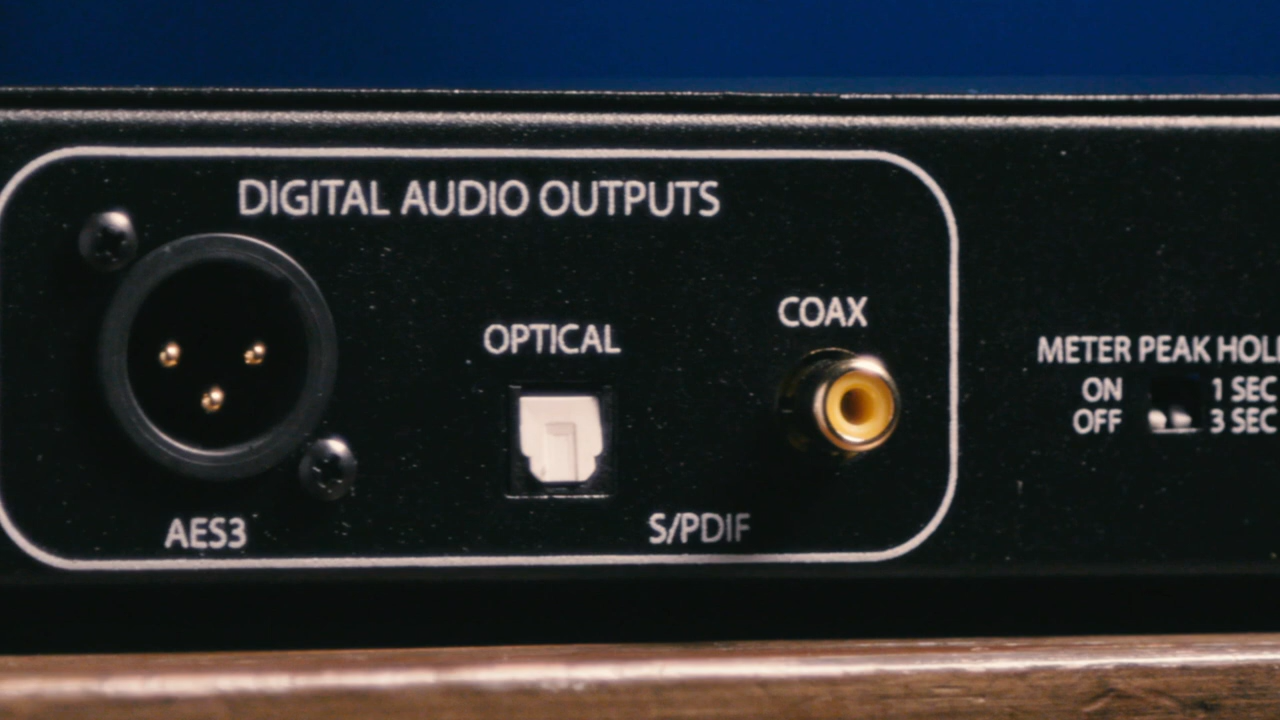 DIGITAL AUDIO OUTPUTS
OPTICAL
COAX
AES3
S/PDIF
METER PEAK
ON 1 SEC
OFF 3 SEC